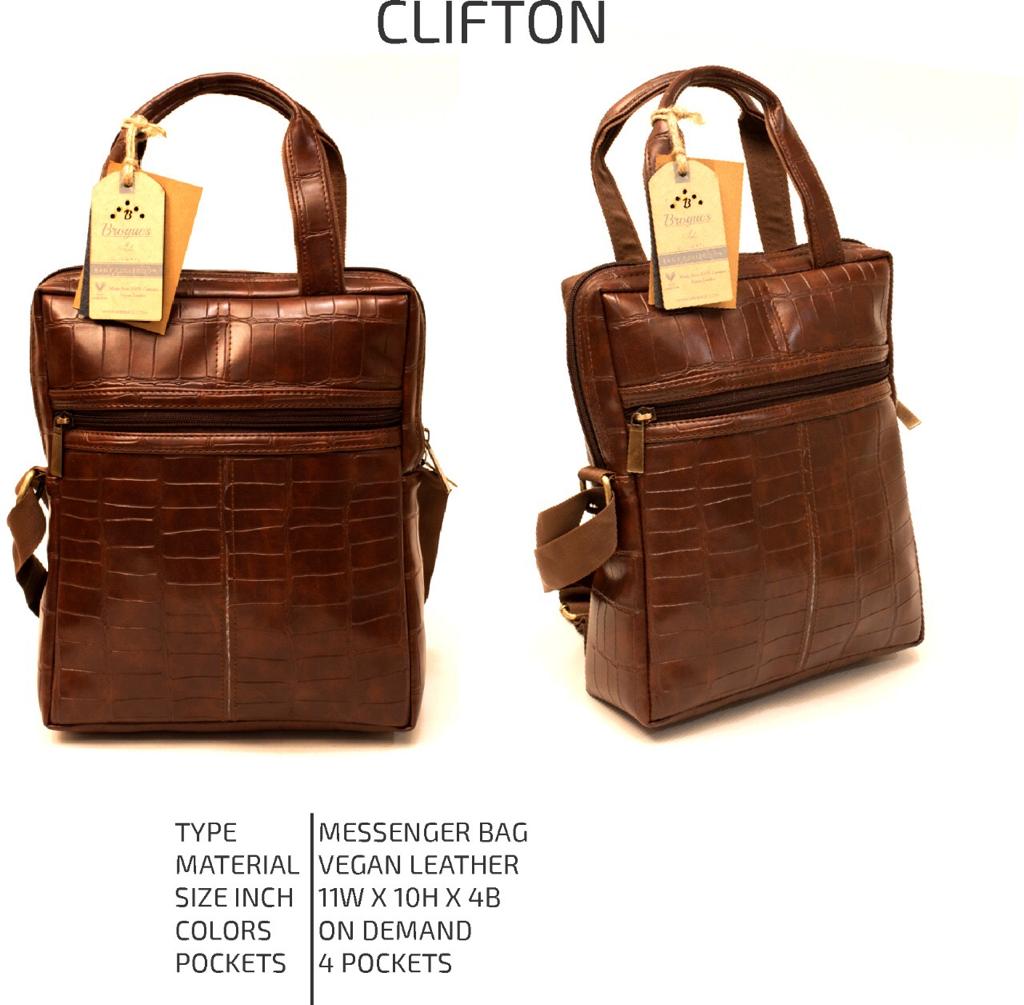 CLIFTON
B
Brogues
B
Brogues
TYPE MESSENGER BAG
MATERIAL VEGAN LEATHER
SIZE INCH 11W X 10H X 4B
COLORS ON DEMAND
POCKETS 4 POCKETS